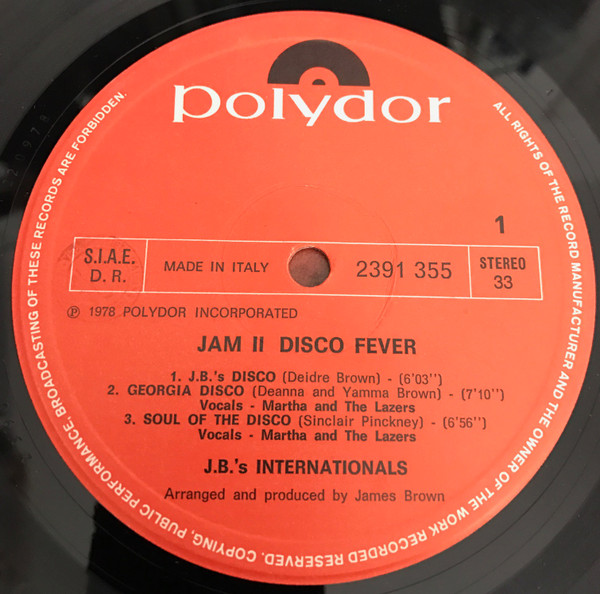 polydor
1
S.I.A.E.
D. R.
MADE IN ITALY
2391 355
STEREO
33
℗ 1978 POLYDOR INCORPORATED
JAM II DISCO FEVER
1. J.B.'s DISCO (Deidre Brown) - (6'03'')
2. GEORGIA DISCO (Deanna and Yamma Brown) - (7'10'')
Vocals - Martha and The Lazers
3. SOUL OF THE DISCO (Sinclair Pinckney) - (6'56'')
Vocals - Martha and The Lazers
J.B.'s INTERNATIONALS
Arranged and produced by James Brown
ALL RIGHTS OF THE RECORD MANUFACTURER AND THE OWNER OF THE WORK RECORDED RESERVED. COPYING, PUBLIC PERFORMANCE, BROADCASTING OF THESE RECORDS ARE FORBIDDEN.